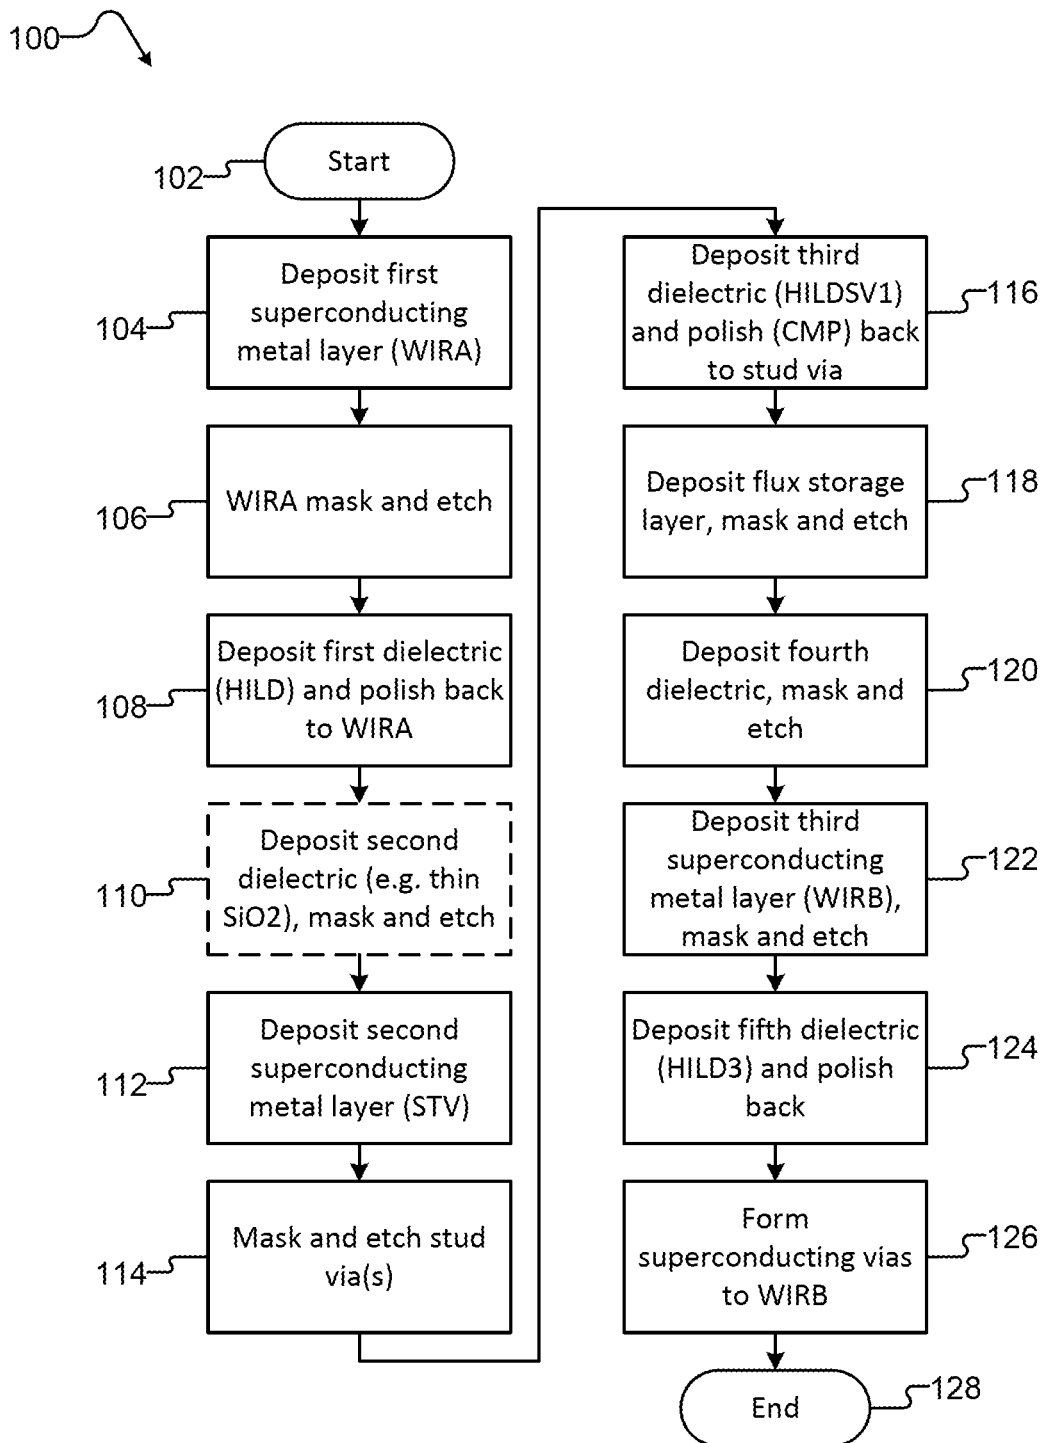 100
102
Start
104
Deposit first
superconducting
metal layer (WIRA)
106
WIRA mask and etch
108
Deposit first dielectric
(HILD) and polish back
to WIRA
110
Deposit second
dielectric (e.g. thin
SiO2), mask and etch
112
Deposit second
superconducting
metal layer (STV)
114
Mask and etch stud
via(s)
Deposit third
dielectric (HILDSV1)
and polish (CMP) back
to stud via
116
Deposit flux storage
layer, mask and etch
118
Deposit fourth
dielectric, mask and
etch
120
Deposit third
superconducting
metal layer (WIRB),
mask and etch
122
Deposit fifth dielectric
(HILD3) and polish
back
124
Form
superconducting vias
to WIRB
126
End
128